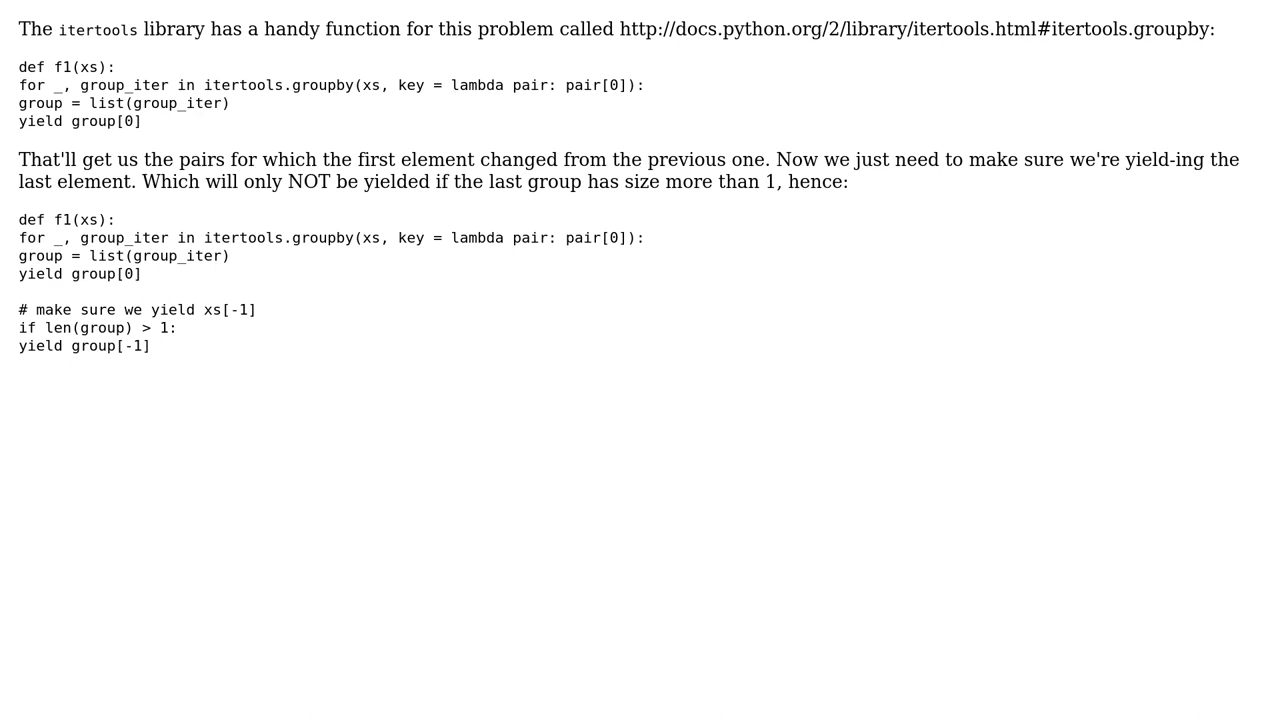 The itertools library has a handy function for this problem called http://docs.python.org/2/library/itertools.html#itertools.groupby:
def f1(xs):
for _, group_iter in itertools.groupby(xs, key = lambda pair: pair[0]):
group = list(group_iter)
yield group[0]
That'll get us the pairs for which the first element changed from the previous one. Now we just need to make sure we're yield-ing the
last element. Which will only NOT be yielded if the last group has size more than 1, hence:
def f1(xs):
for _, group_iter in itertools.groupby(xs, key = lambda pair: pair[0]):
group = list(group_iter)
yield group[0]
# make sure we yield xs[-1]
if len(group) > 1:
yield group[-1]